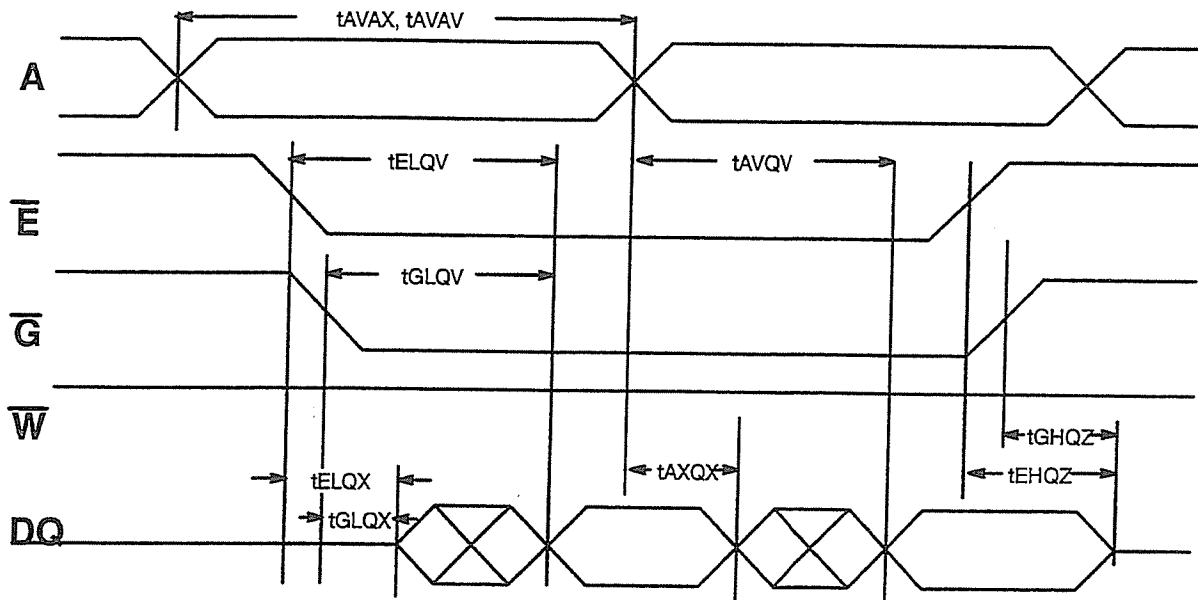 tAVAX, tAVAV
A
tELQV
tAVQV
E
tGLQV
G
W
tGHQZ
tELQX
tAXQX
tEHQZ
tGLQX
DQ